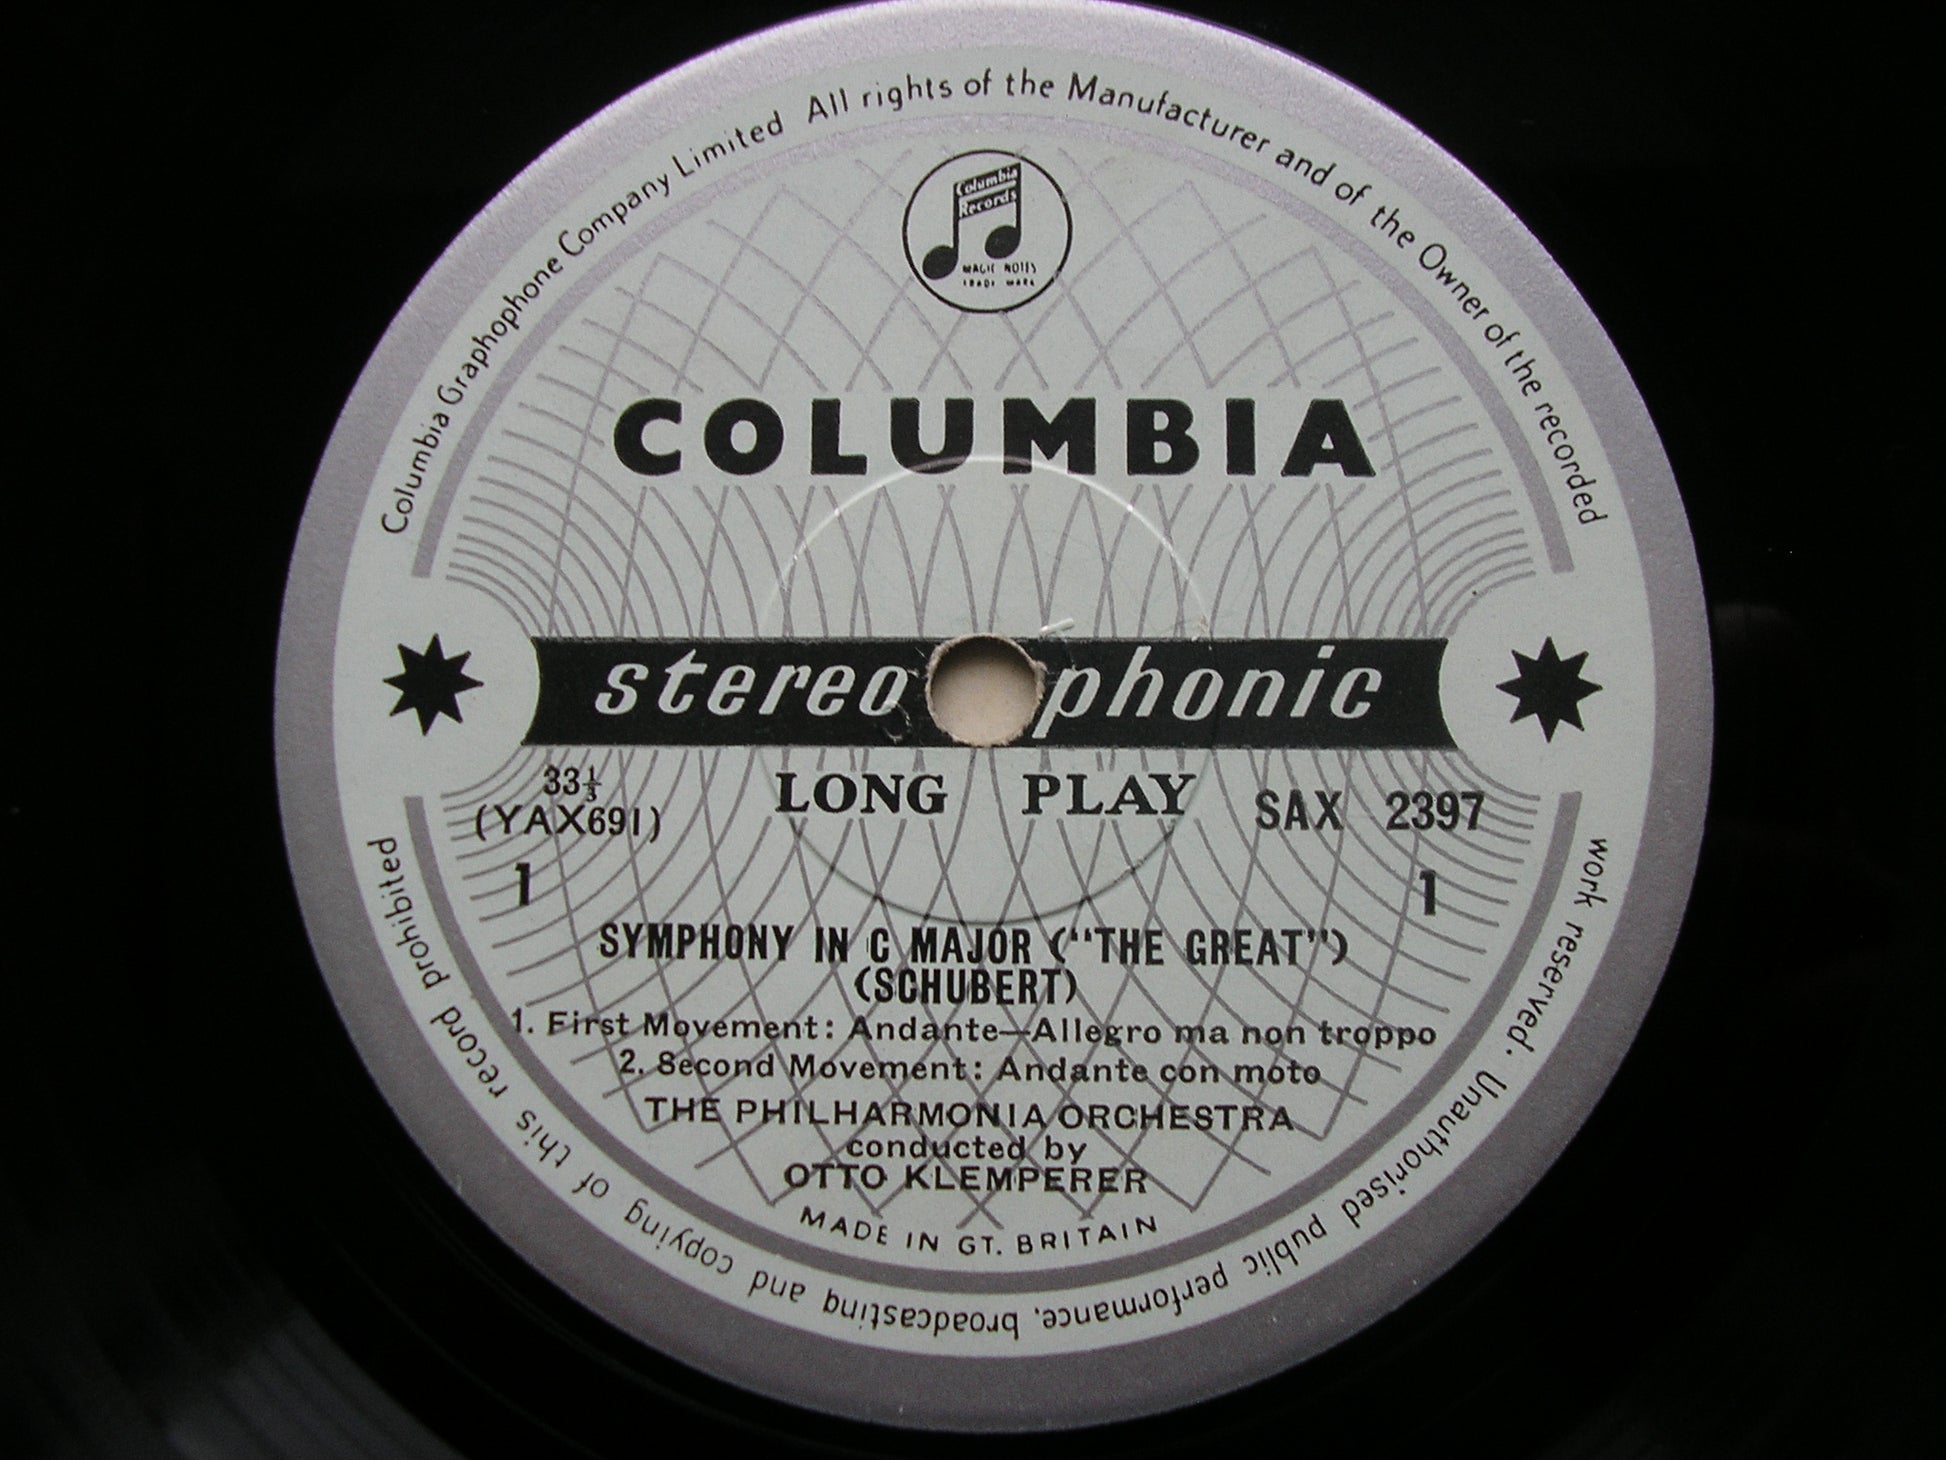 Columbia Graphophone Company Limited All rights of the Manufacturer and of the Owner of the recorded
work reserved. Unauthorised public performance, broadcasting and copying of this record prohibited
Columbia
Records
MAGIC NOTES
TRADE MARK
COLUMBIA
stereophonic
33⅓
(YAX691)
LONG PLAY
SAX 2397
1
1
SYMPHONY IN C MAJOR (“THE GREAT”)
(SCHUBERT)
1. First Movement: Andante—Allegro ma non troppo
2. Second Movement: Andante con moto
THE PHILHARMONIA ORCHESTRA
conducted by
OTTO KLEMPERER
MADE IN GT. BRITAIN